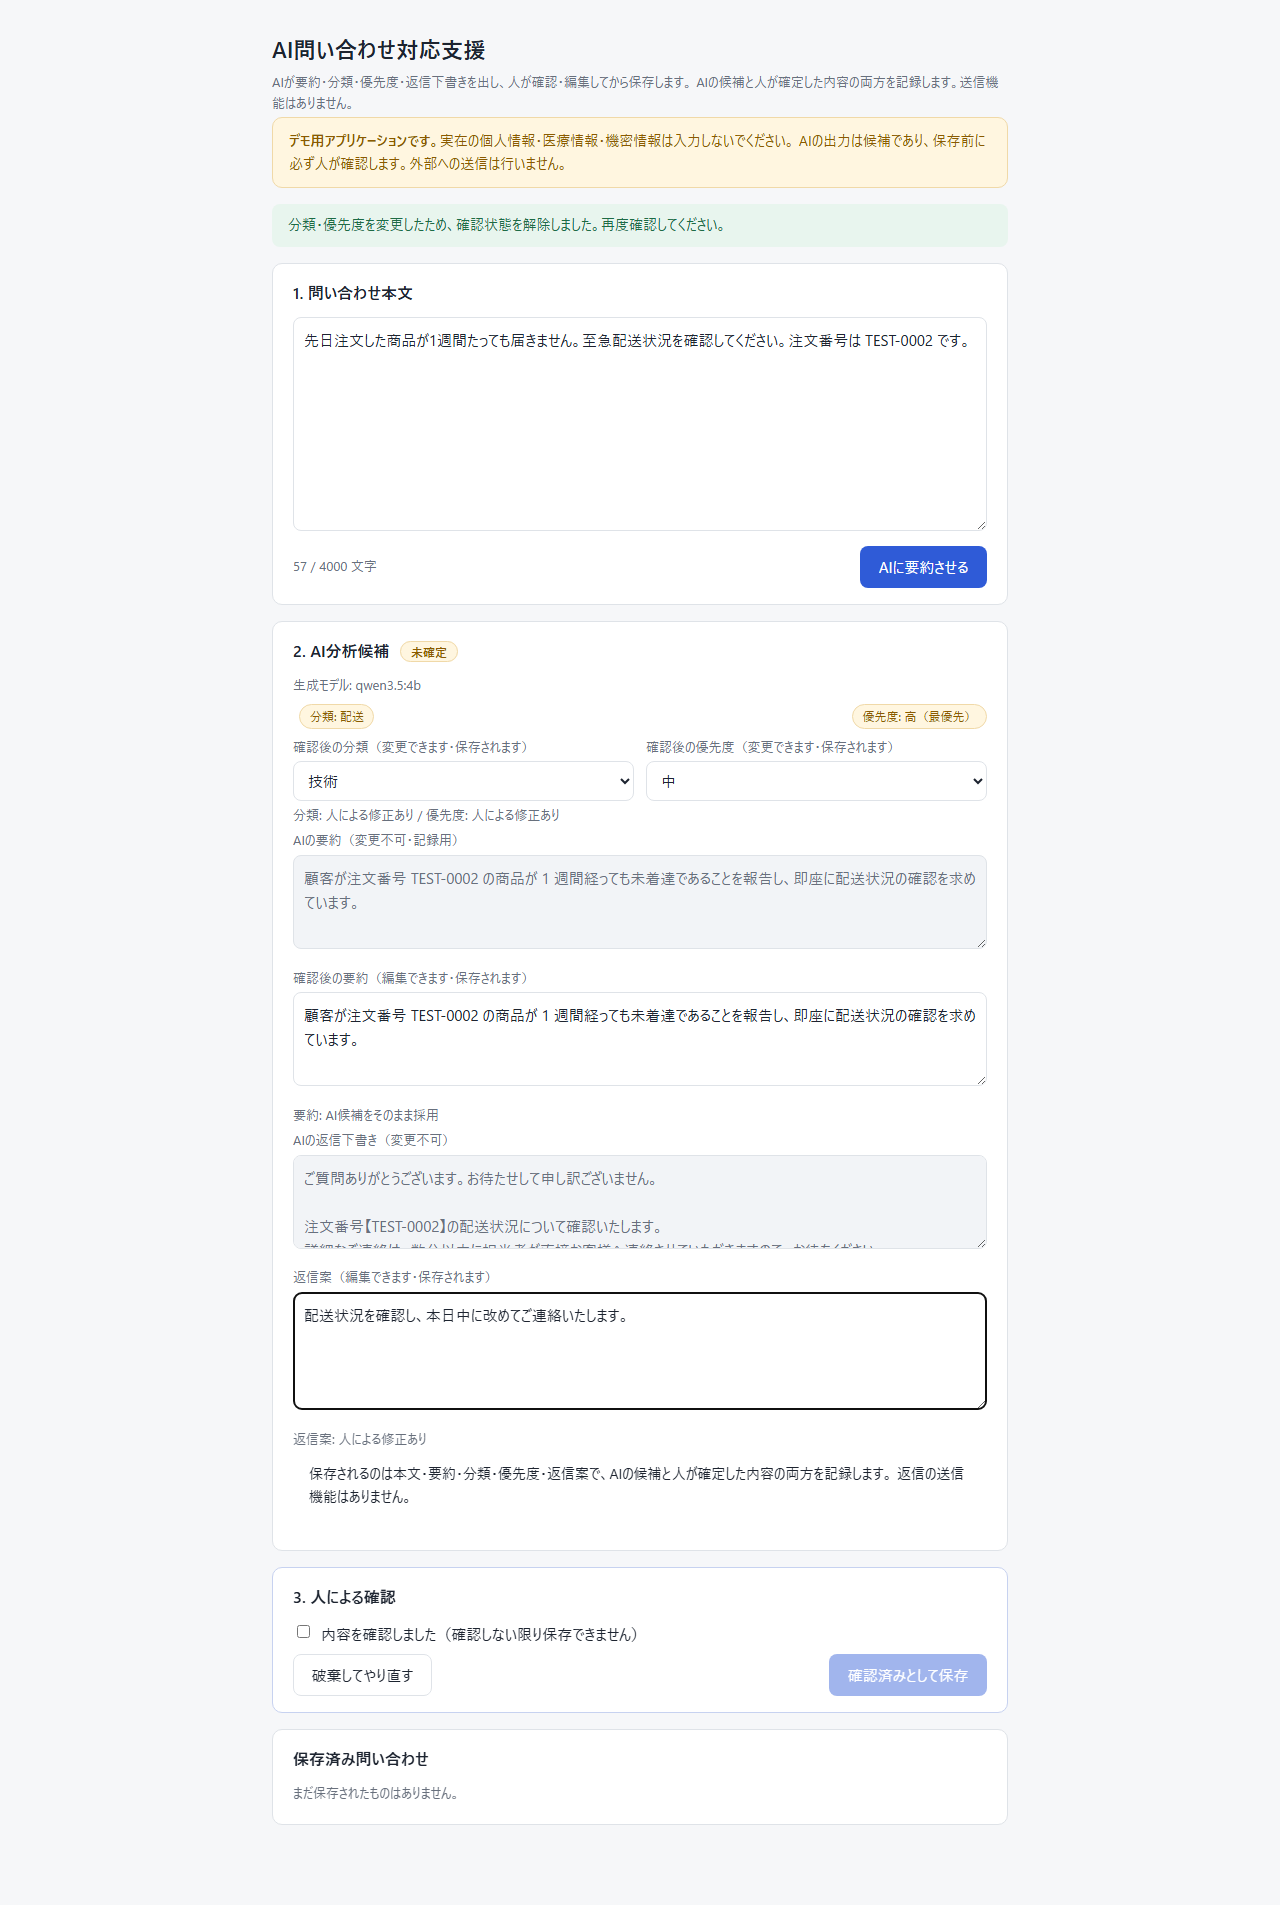 AI問い合わせ対応支援
AIが要約・分類・優先度・返信下書きを出し、人が確認・編集してから保存します。AIの候補と人が確定した内容の両方を記録します。送信機
能はありません。
デモ用アプリケーションです。実在の個人情報・医療情報・機密情報は入力しないでください。AIの出力は候補であり、保存前に
必ず人が確認します。外部への送信は行いません。
分類・優先度を変更したため、確認状態を解除しました。再度確認してください。
1. 問い合わせ本文
先日注文した商品が1週間たっても届きません。至急配送状況を確認してください。注文番号は TEST-0002 です。
57 / 4000 文字
AIに要約させる
2. AI分析候補
未確定
生成モデル: qwen3.5:4b
分類: 配送
優先度: 高（最優先）
確認後の分類（変更できます・保存されます）
確認後の優先度（変更できます・保存されます）
技術
中
分類: 人による修正あり / 優先度: 人による修正あり
AIの要約（変更不可・記録用）
顧客が注文番号 TEST-0002 の商品が 1 週間経っても未着達であることを報告し、即座に配送状況の確認を求め
ています。
確認後の要約（編集できます・保存されます）
顧客が注文番号 TEST-0002 の商品が 1 週間経っても未着達であることを報告し、即座に配送状況の確認を求め
ています。
要約: AI候補をそのまま採用
AIの返信下書き（変更不可）
ご質問ありがとうございます。お待たせして申し訳ございません。
注文番号【TEST-0002】の配送状況について確認いたします。
返信案（編集できます・保存されます）
配送状況を確認し、本日中に改めてご連絡いたします。
返信案: 人による修正あり
保存されるのは本文・要約・分類・優先度・返信案で、AIの候補と人が確定した内容の両方を記録します。返信の送信
機能はありません。
3. 人による確認
内容を確認しました（確認しない限り保存できません）
破棄してやり直す
確認済みとして保存
保存済み問い合わせ
まだ保存されたものはありません。